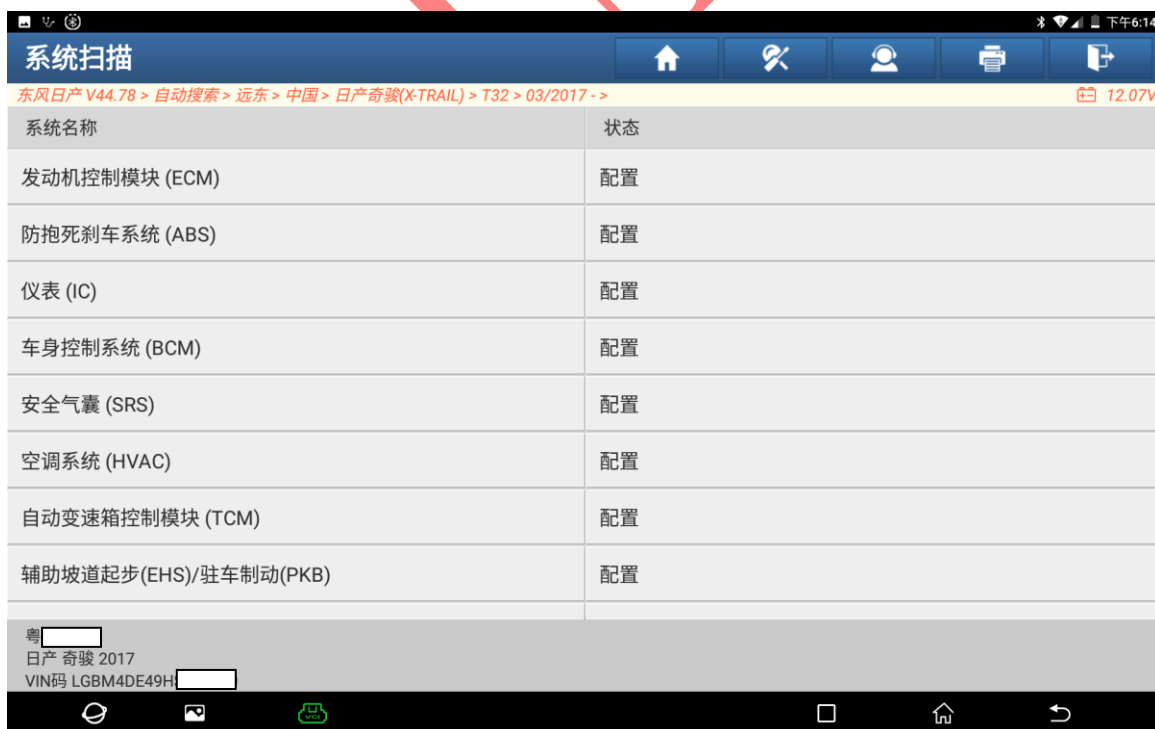 下午6:14
系统扫描
东风日产 V44.78 > 自动搜索 > 远东 > 中国 > 日产奇骏(X-TRAIL) > T32 > 03/2017 - >
12.07V
系统名称 状态
发动机控制模块 (ECM) 配置
防抱死刹车系统 (ABS) 配置
仪表 (IC) 配置
车身控制系统 (BCM) 配置
安全气囊 (SRS) 配置
空调系统 (HVAC) 配置
自动变速箱控制模块 (TCM) 配置
辅助坡道起步(EHS)/驻车制动(PKB) 配置
粤
日产 奇骏 2017
VIN码 LGBM4DE49H
VCI